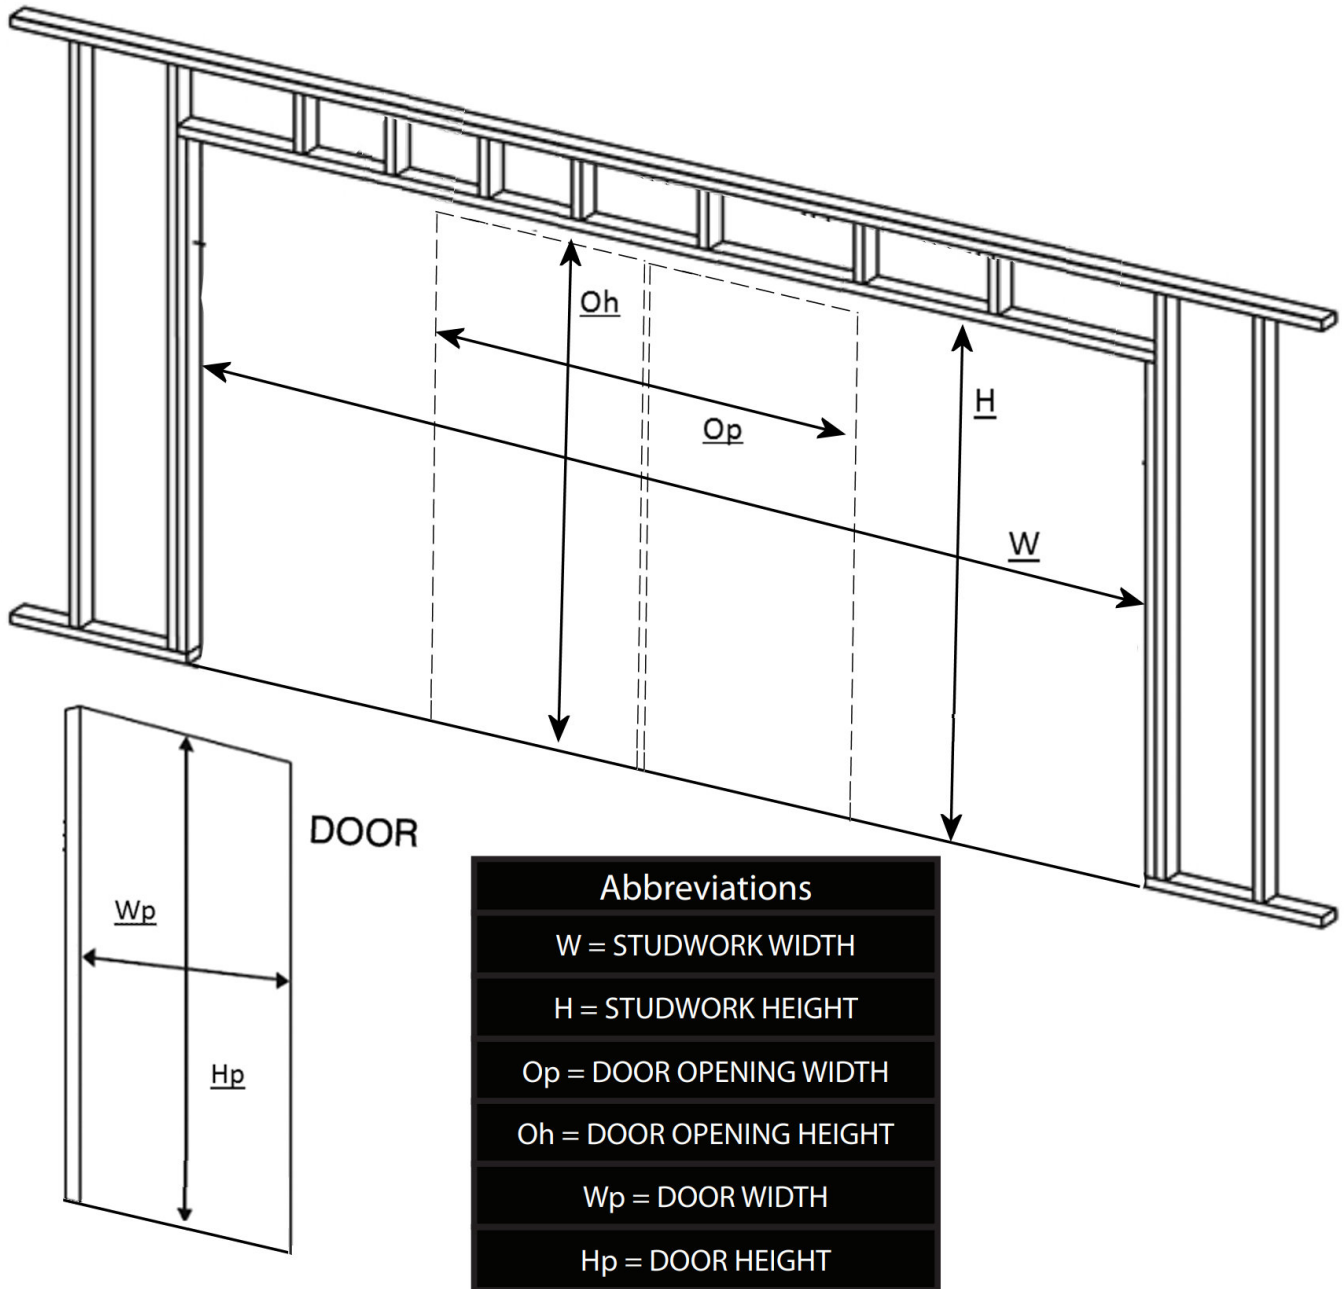 Oh
Op
H
W
DOOR
Wp
Hp
Abbreviations
W = STUDWORK WIDTH
H = STUDWORK HEIGHT
Op = DOOR OPENING WIDTH
Oh = DOOR OPENING HEIGHT
Wp = DOOR WIDTH
Hp = DOOR HEIGHT